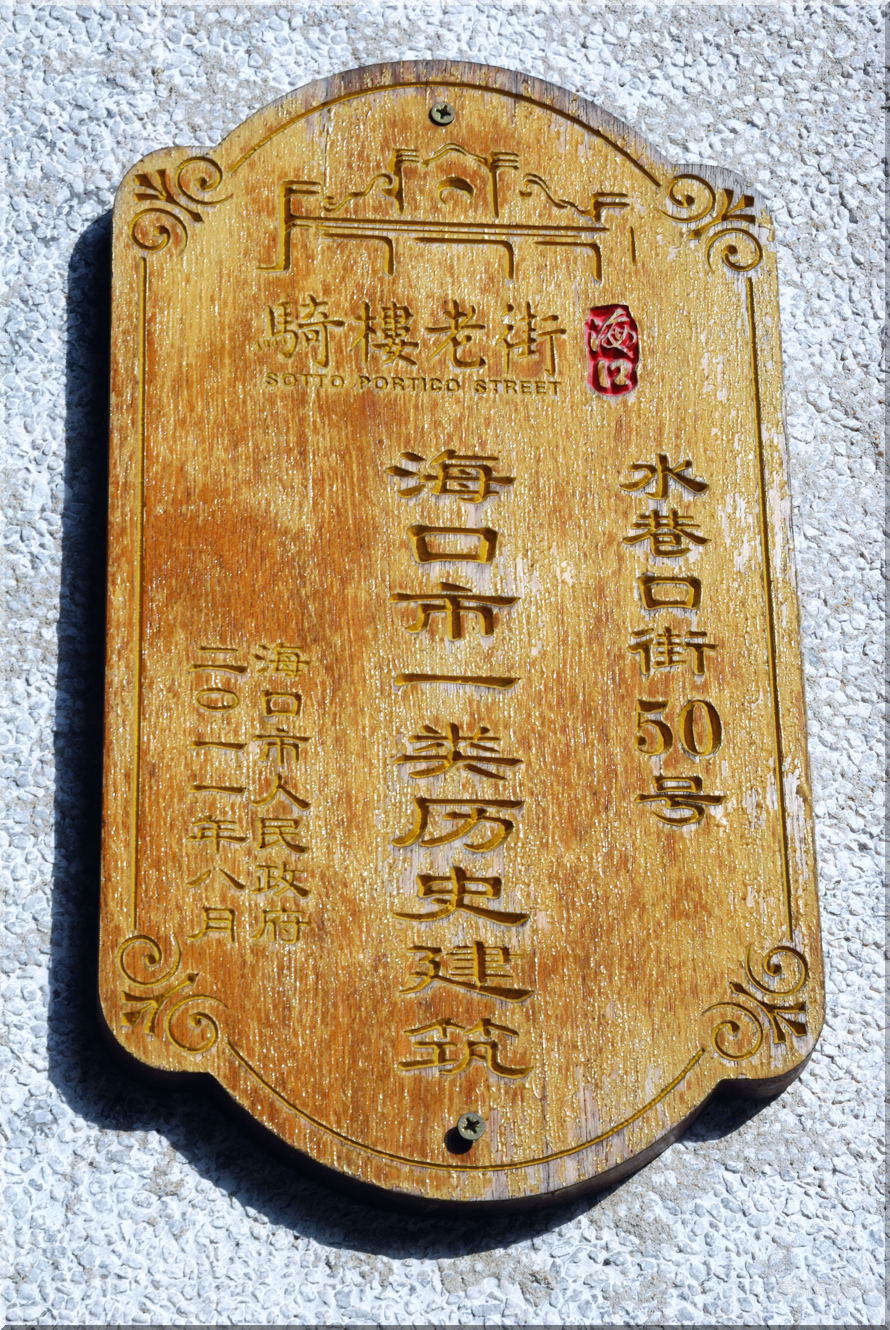 騎樓老街
海口
SOTTO PORTICO STREET
水巷口街50号
海口市一类历史建筑
海口市人民政府
二〇一一年八月